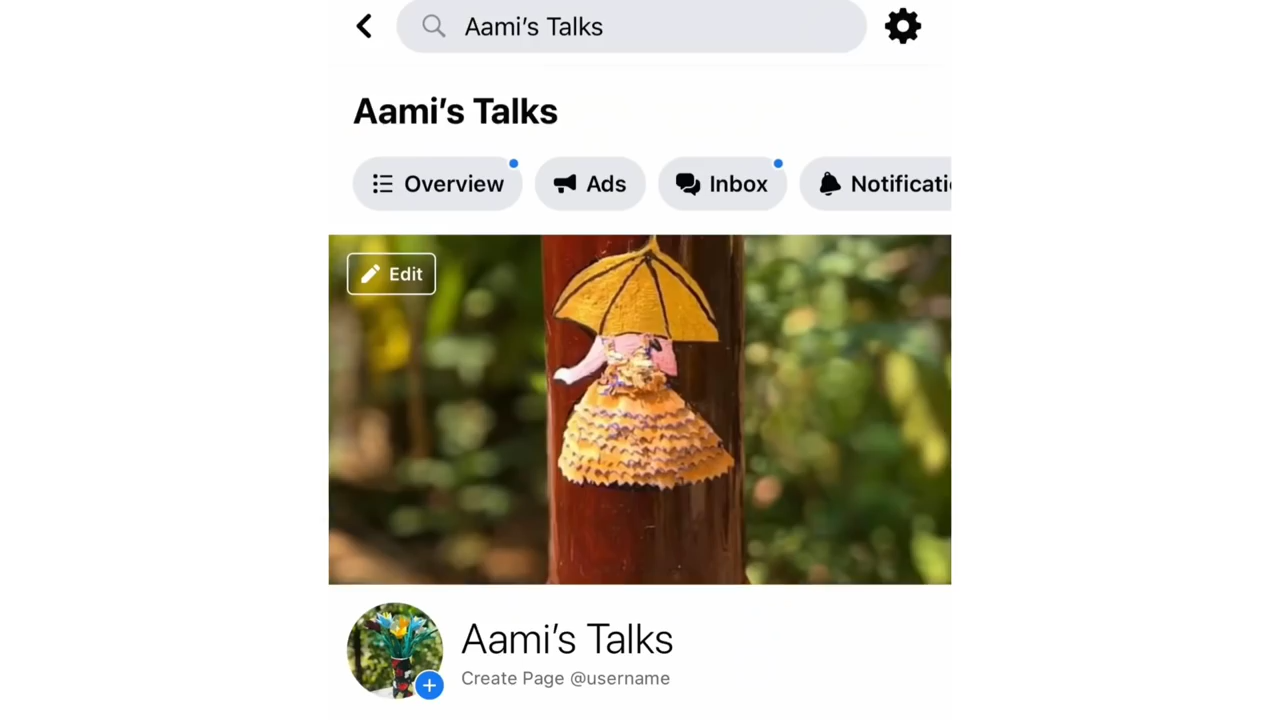 Aami's Talks
Aami's Talks
Overview Ads Inbox Notificati
Edit
Aami's Talks
Create Page @username